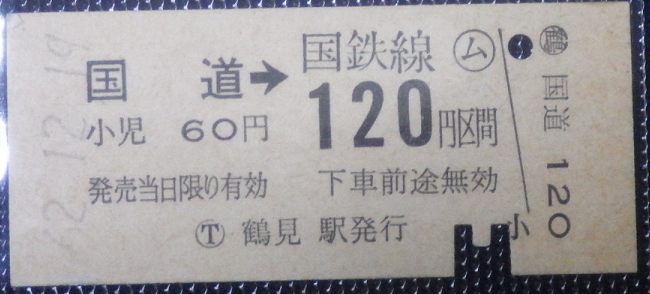 国道→国鉄線 ㋰
小児 60円 120円区間
発売当日限り有効 下車前途無効
Ⓣ 鶴見 駅発行
小
鶴 国道 120